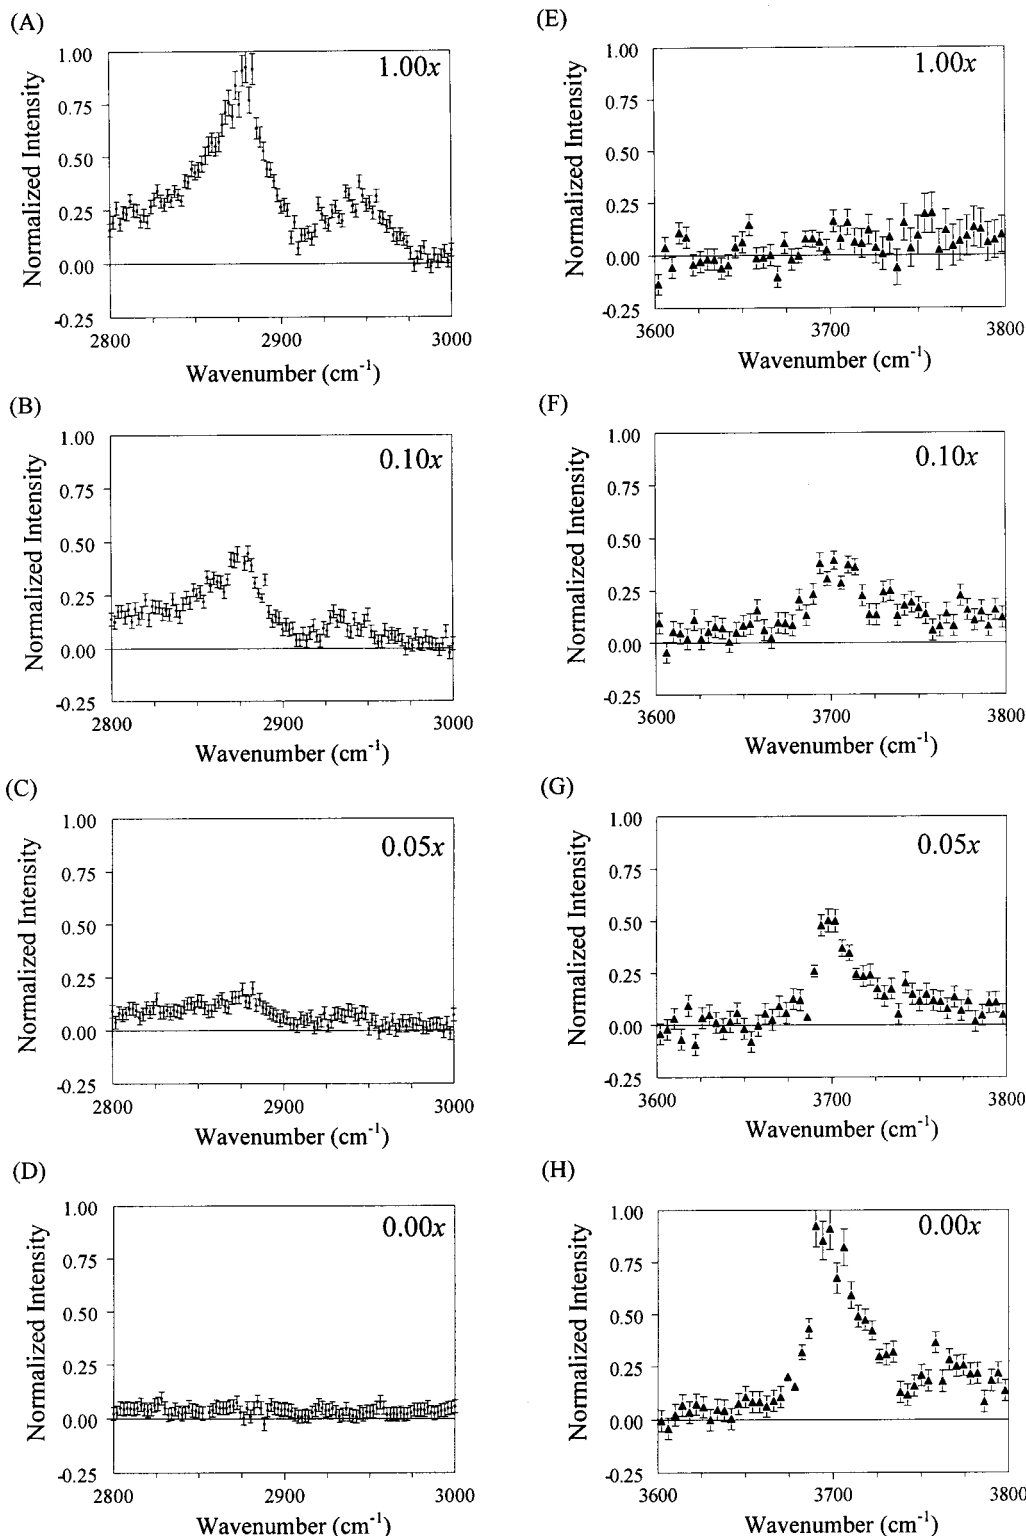 (A)
1.00x
1.00
0.75
0.50
0.25
0.00
-0.25
Normalized Intensity
2800
2900
3000
Wavenumber (cm-1)
(E)
1.00x
1.00
0.75
0.50
0.25
0.00
-0.25
Normalized Intensity
3600
3700
3800
Wavenumber (cm-1)
(B)
0.10x
1.00
0.75
0.50
0.25
0.00
-0.25
Normalized Intensity
2800
2900
3000
Wavenumber (cm-1)
(F)
0.10x
1.00
0.75
0.50
0.25
0.00
-0.25
Normalized Intensity
3600
3700
3800
Wavenumber (cm-1)
(C)
0.05x
1.00
0.75
0.50
0.25
0.00
-0.25
Normalized Intensity
2800
2900
3000
Wavenumber (cm-1)
(G)
0.05x
1.00
0.75
0.50
0.25
0.00
-0.25
Normalized Intensity
3600
3700
3800
Wavenumber (cm-1)
(D)
0.00x
1.00
0.75
0.50
0.25
0.00
-0.25
Normalized Intensity
2800
2900
3000
Wavenumber (cm-1)
(H)
0.00x
1.00
0.75
0.50
0.25
0.00
-0.25
Normalized Intensity
3600
3700
3800
Wavenumber (cm-1)